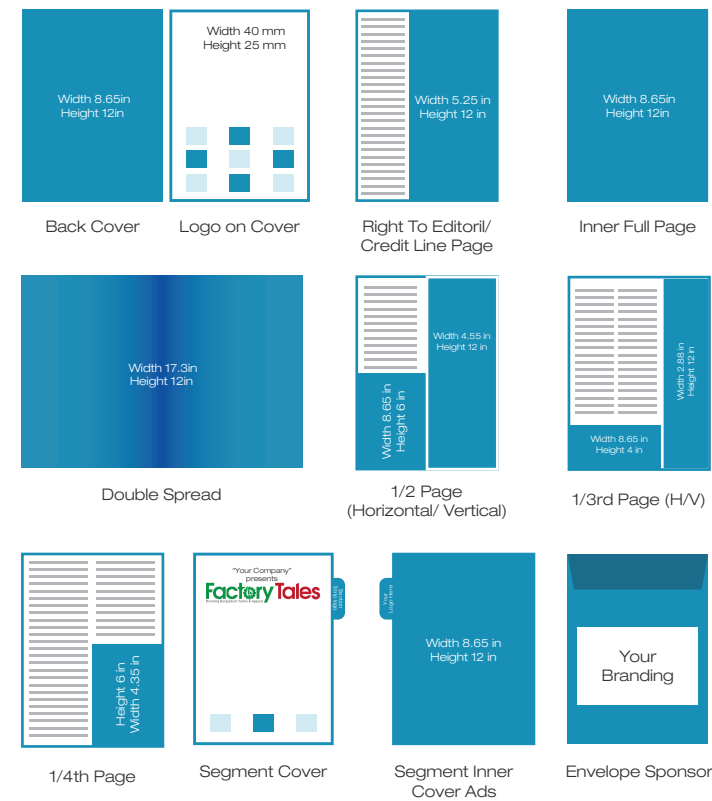 Width 8.65in
Height 12in
Back Cover
Width 40 mm
Height 25 mm
Logo on Cover
Width 5.25 in
Height 12 in
Right To Editoril/
Credit Line Page
Width 8.65in
Height 12in
Inner Full Page
Width 17.3in
Height 12in
Double Spread
Width 8.65 in
Height 6 in
Width 4.55 in
Height 12 in
1/2 Page
(Horizontal/ Vertical)
Width 8.65 in
Height 4 in
Width 2.88 in
Height 12 in
1/3rd Page (H/V)
Height 6 in
Width 4.35 in
1/4th Page
"Your Company"
presents
Factory Tales
Section
Segment Cover
Your
Logo Here
Width 8.65 in
Height 12 in
Segment Inner
Cover Ads
Your
Branding
Envelope Sponsor